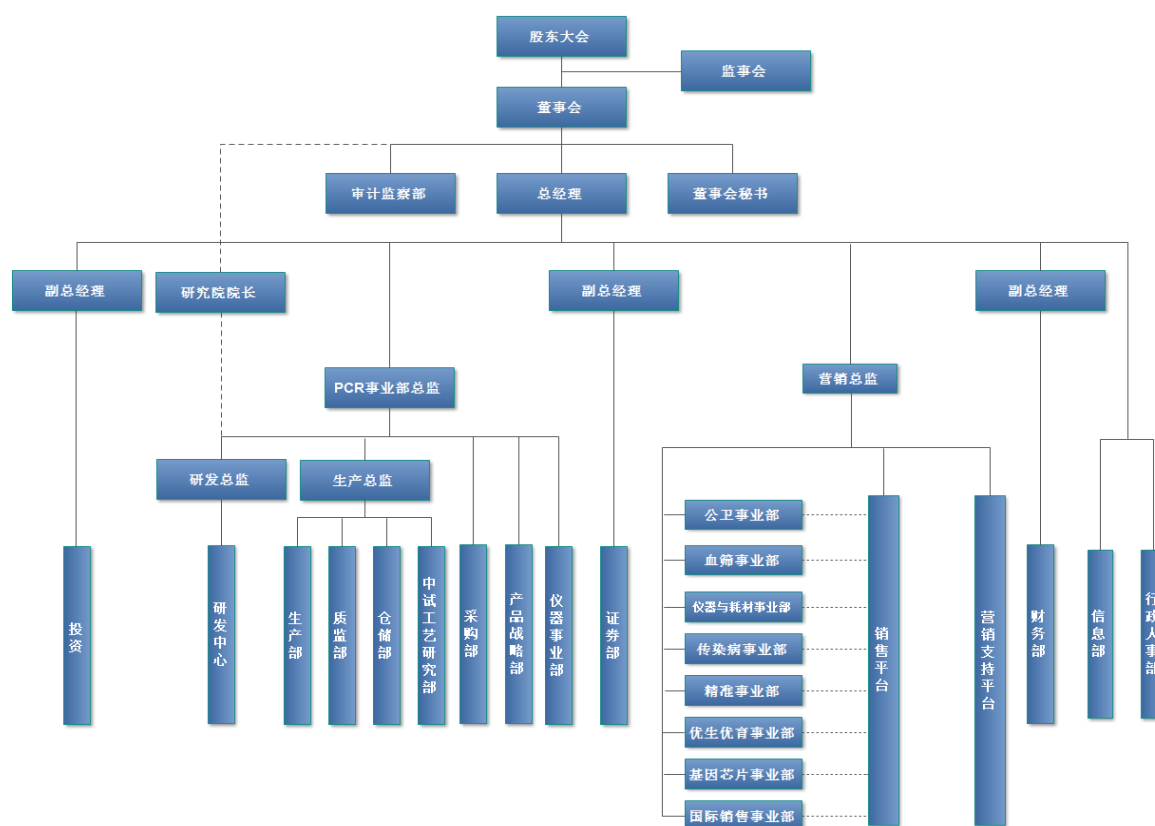 股东大会
监事会
董事会
审计监察部
总经理
董事会秘书
副总经理
研究院院长
副总经理
副总经理
PCR事业部总监
营销总监
研发总监
生产总监
投资
研发中心
生产部
质监部
仓储部
中试工艺研究部
采购部
产品战略部
仪器事业部
证券部
公卫事业部
血筛事业部
仪器与耗材事业部
传染病事业部
精准事业部
优生优育事业部
基因芯片事业部
国际销售事业部
销售平台
营销支持平台
财务部
信息部
行政人事部